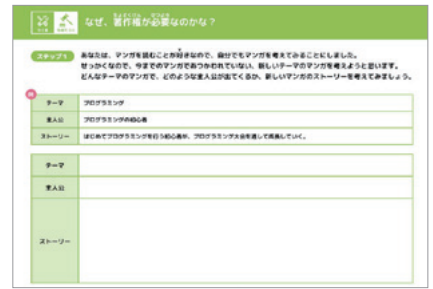 なぜ、著作権が必要なのかな？
ステップ1
あなたは、マンガを読むことが好きなので、自分でもマンガを考えてみることにしました。
せっかくなので、今までのマンガであつかわれていない、新しいテーマのマンガを考えようと思います。
どんなテーマのマンガで、どのような主人公が出てくるか、新しいマンガのストーリーを考えてみましょう。
例
テーマ プログラミング
主人公 プログラミングの初心者
ストーリー はじめてプログラミングを行う初心者が、プログラミング大会を通して成長していく。
テーマ
主人公
ストーリー